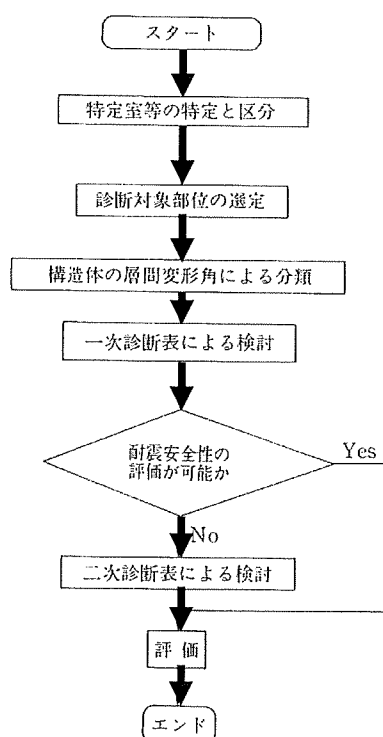 スタート
特定室等の特定と区分
診断対象部位の選定
構造体の層間変形角による分類
一次診断表による検討
耐震安全性の
評価が可能か
Yes
No
二次診断表による検討
評 価
エンド